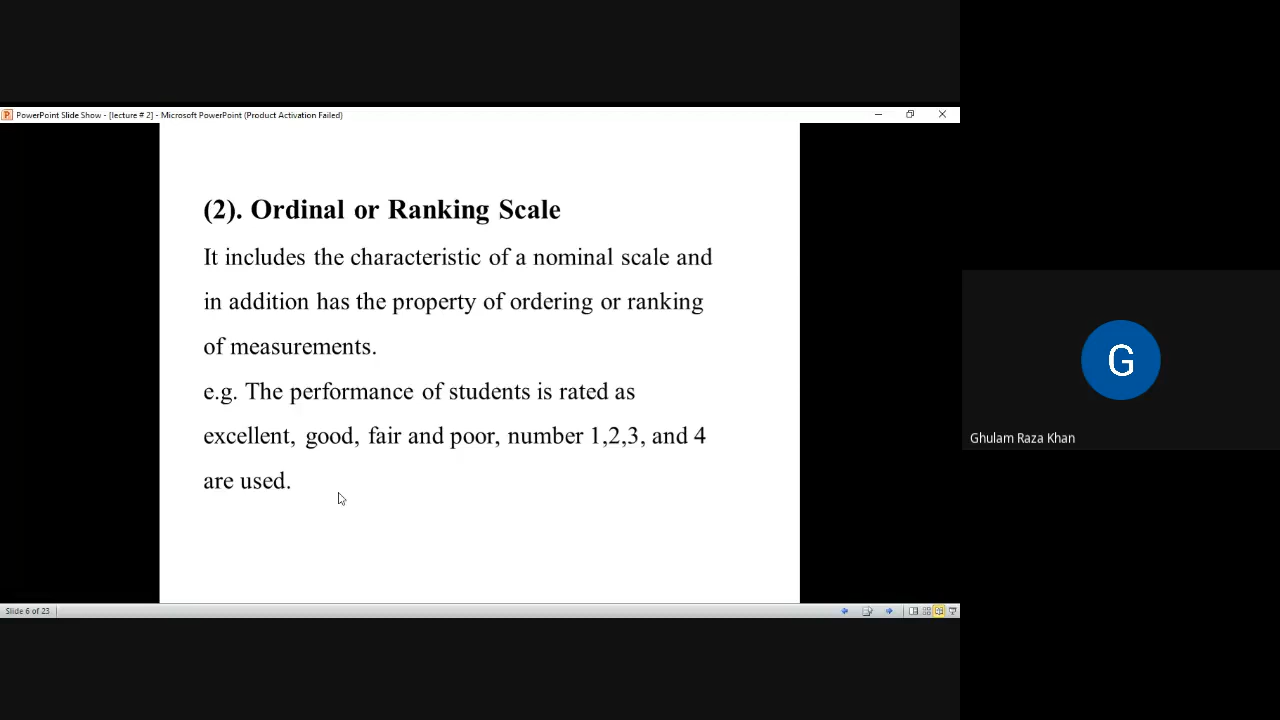 PowerPoint Slide Show - [lecture # 2] - Microsoft PowerPoint (Product Activation Failed)
(2). Ordinal or Ranking Scale
It includes the characteristic of a nominal scale and
in addition has the property of ordering or ranking
of measurements.
e.g. The performance of students is rated as
excellent, good, fair and poor, number 1,2,3, and 4
are used.
G
Ghulam Raza Khan
Slide 6 of 23